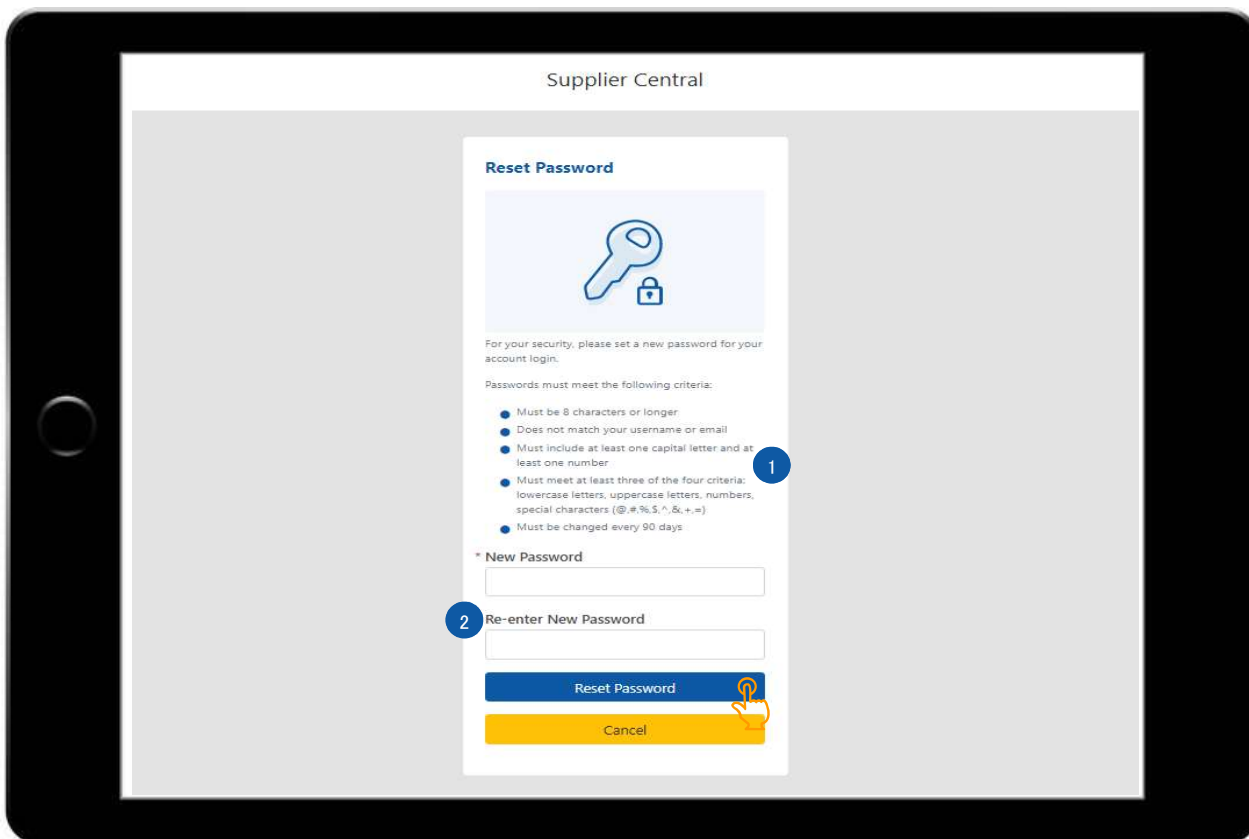 Supplier Central
Reset Password
For your security, please set a new password for your
account login.
Passwords must meet the following criteria:
Must be 8 characters or longer
Does not match your username or email
Must include at least one capital letter and at
least one number
1
Must meet at least three of the four criteria:
lowercase letters, uppercase letters, numbers,
special characters (@,#,%,$,^,&,+,=)
Must be changed every 90 days
* New Password
2
Re-enter New Password
Reset Password
Cancel